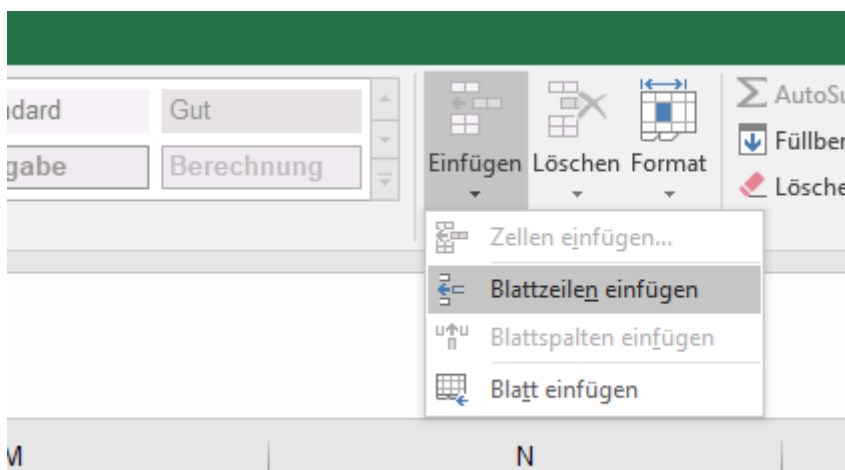 dard Gut
gabe Berechnung
Einfügen Löschen Format
AutoSu
Füllber
Lösche
Zellen einfügen...
Blattzeilen einfügen
Blattspalten einfügen
Blatt einfügen
M N